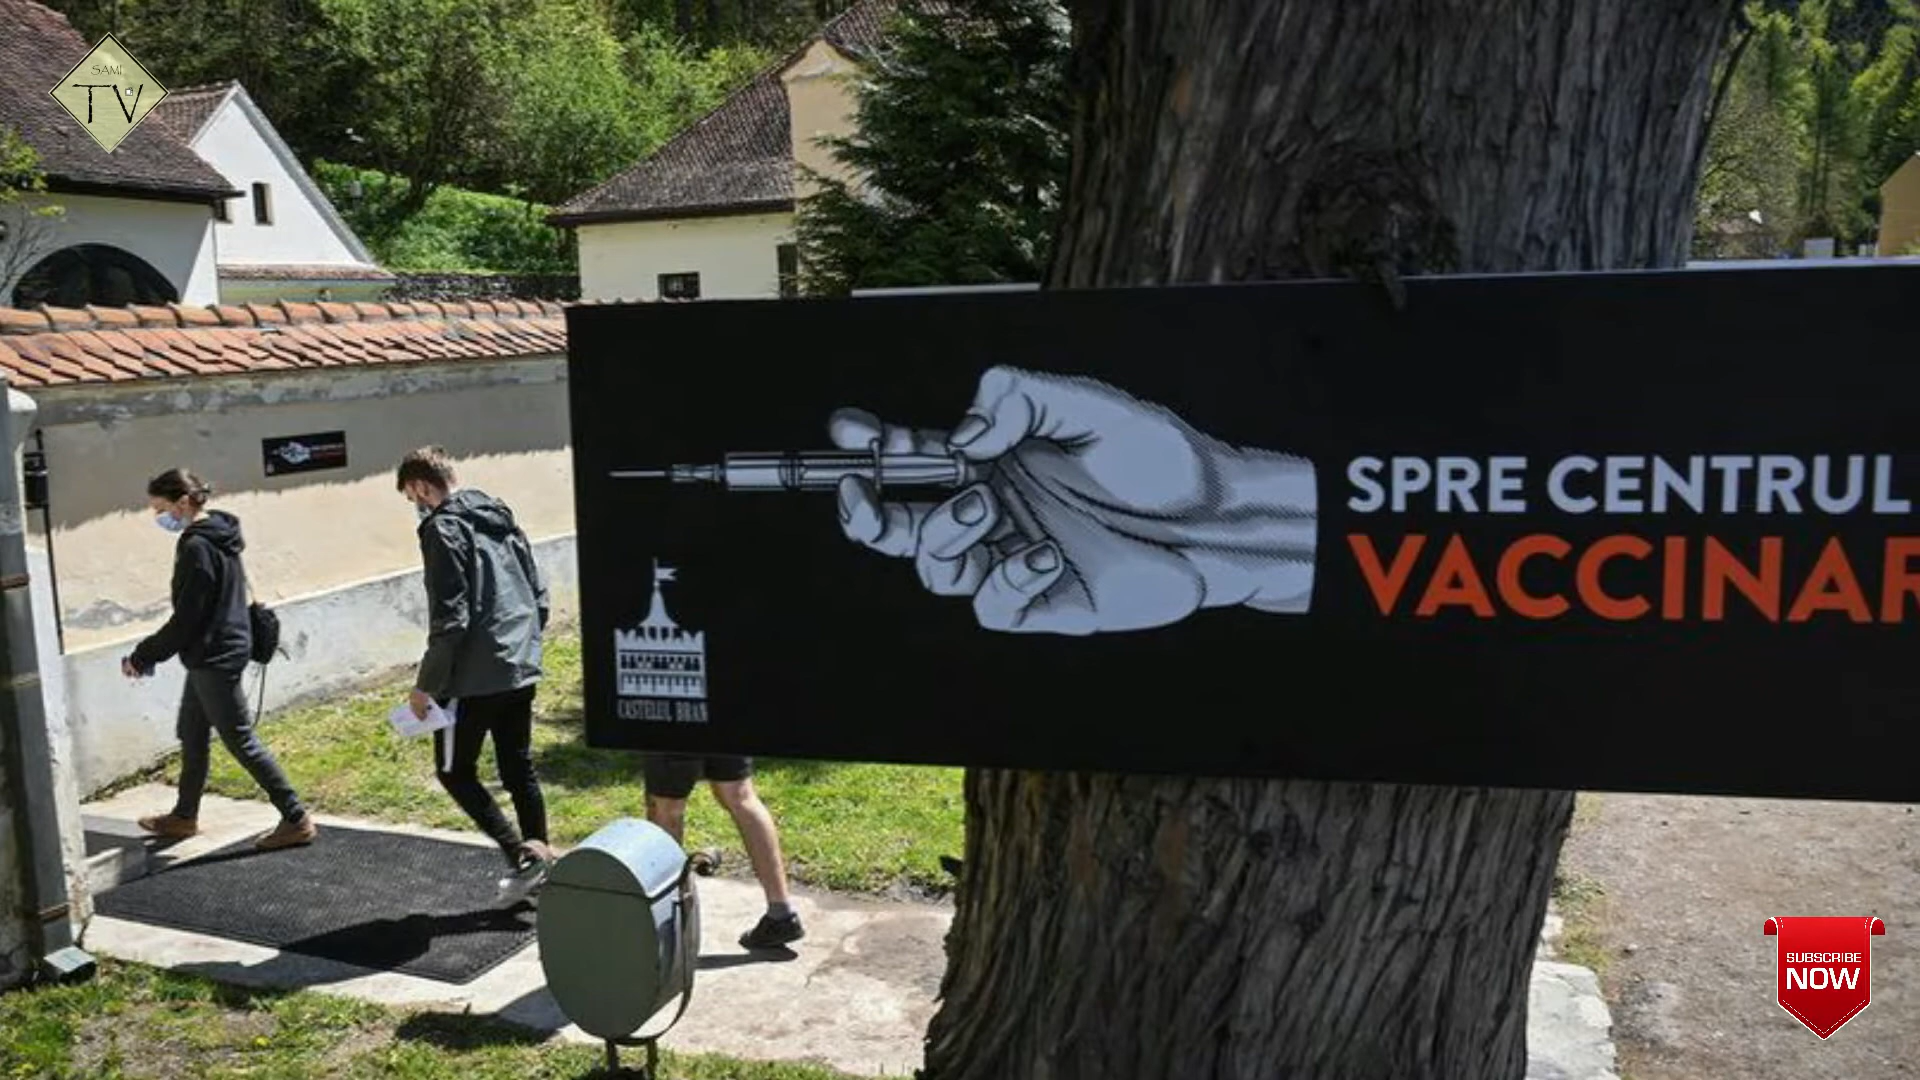 SAMI
TV
SPRE CENTRUL
VACCINAR
CASTELUL BRAN
SUBSCRIBE
NOW